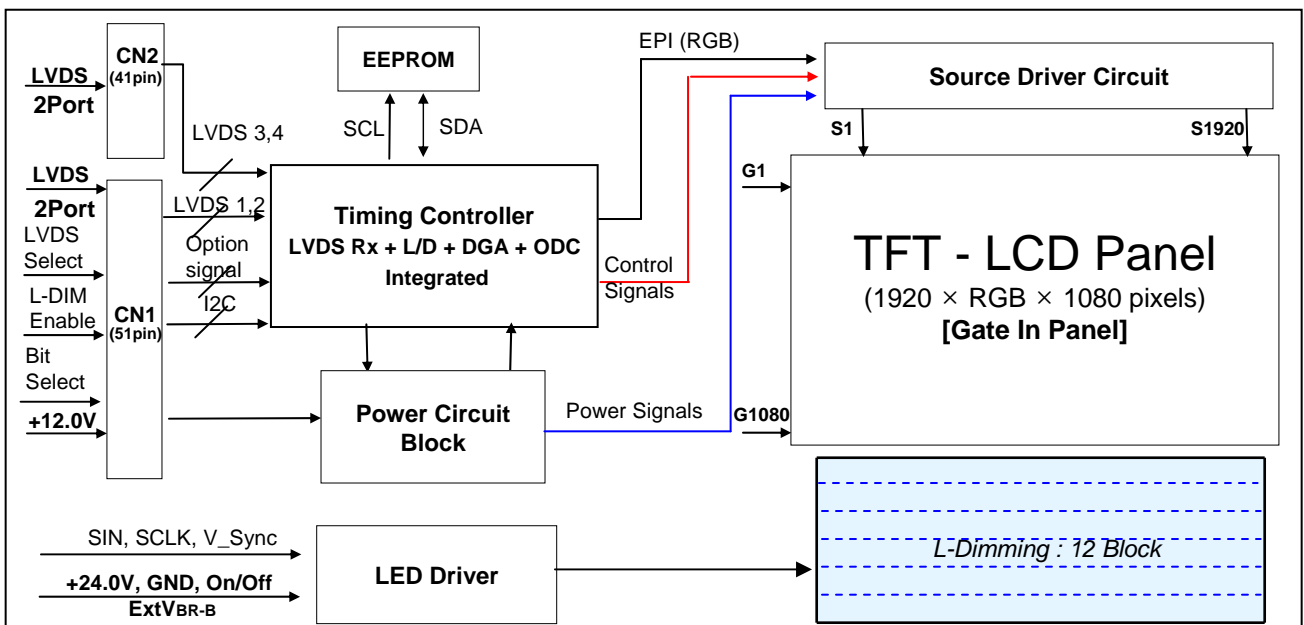 CN2
(41pin)
LVDS
2Port
EEPROM
SCL
SDA
EPI (RGB)
Source Driver Circuit
S1
S1920
LVDS 3,4
LVDS
2Port
LVDS 1,2
LVDS
Select
Option
signal
L-DIM
Enable
I2C
CN1
(51pin)
Bit
Select
+12.0V
Timing Controller
LVDS Rx + L/D + DGA + ODC
Integrated
Control
Signals
G1
TFT - LCD Panel
(1920 × RGB × 1080 pixels)
[Gate In Panel]
G1080
Power Circuit
Block
Power Signals
SIN, SCLK, V_Sync
+24.0V, GND, On/Off
ExtVBR-B
LED Driver
L-Dimming : 12 Block